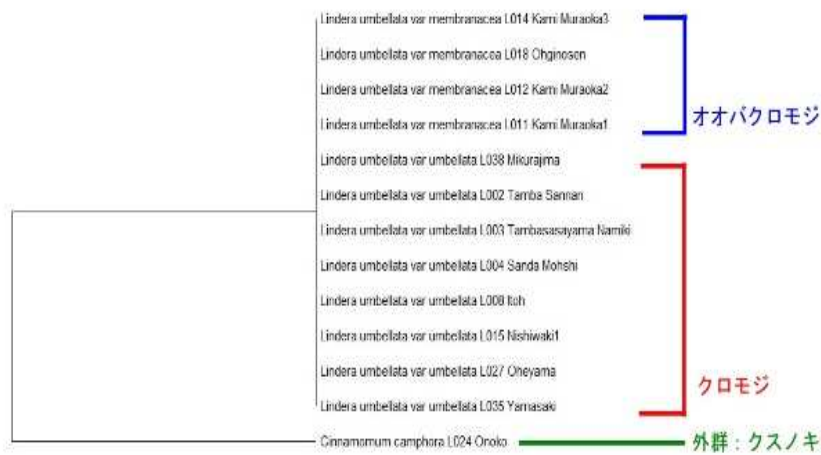 Lindera umbellata var membranacea L014 Kami Muraoka3
Lindera umbellata var membranacea L018 Ohginosen
Lindera umbellata var membranacea L012 Kami Muraoka2
Lindera umbellata var membranacea L011 Kami Muraoka1
オオバクロモジ
Lindera umbellata var umbellata L038 Mikurajima
Lindera umbellata var umbellata L002 Tamba Sannan
Lindera umbellata var umbellata L003 Tambasasayama Namiki
Lindera umbellata var umbellata L004 Sanda Mohshi
Lindera umbellata var umbellata L008 Itoh
Lindera umbellata var umbellata L015 Nishiwaki1
Lindera umbellata var umbellata L027 Oheyama
Lindera umbellata var umbellata L035 Yamasaki
クロモジ
Cinnamomum camphora L024 Onoko
外群：クスノキ